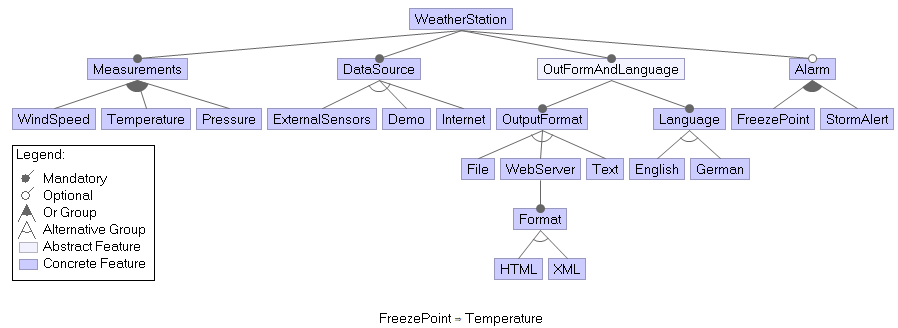 WeatherStation
Measurements DataSource OutFormAndLanguage Alarm
WindSpeed Temperature Pressure ExternalSensors Demo Internet OutputFormat Language FreezePoint StormAlert
File WebServer Text English German
Format
HTML XML
Legend:
Mandatory
Optional
Or Group
Alternative Group
Abstract Feature
Concrete Feature
FreezePoint ⇒ Temperature